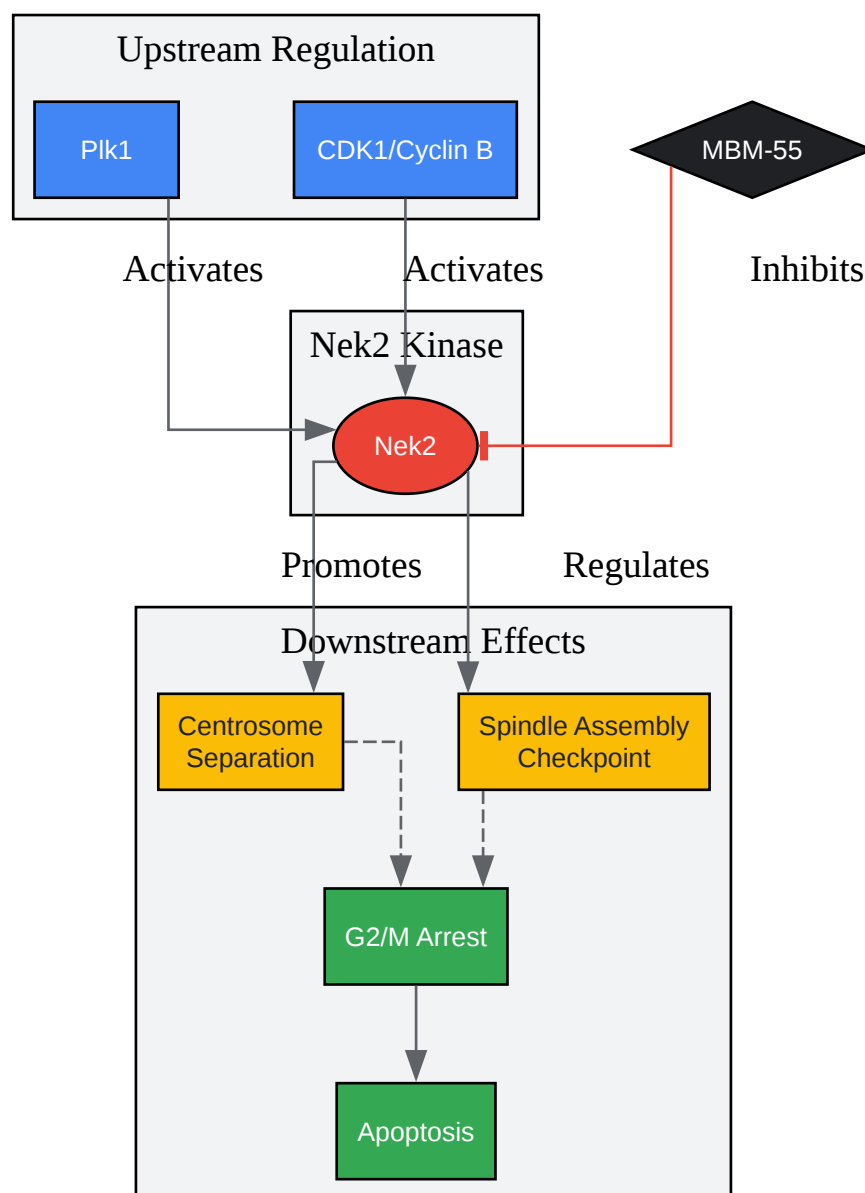 Upstream Regulation
Plk1
CDK1/Cyclin B
MBM-55
Activates
Activates
Inhibits
Nek2 Kinase
Nek2
Promotes
Regulates
Downstream Effects
Centrosome
Separation
Spindle Assembly
Checkpoint
G2/M Arrest
Apoptosis